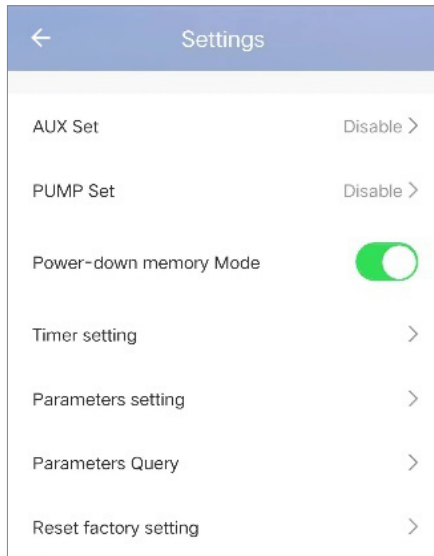 Settings
AUX Set Disable
PUMP Set Disable
Power-down memory Mode
Timer setting
Parameters setting
Parameters Query
Reset factory setting